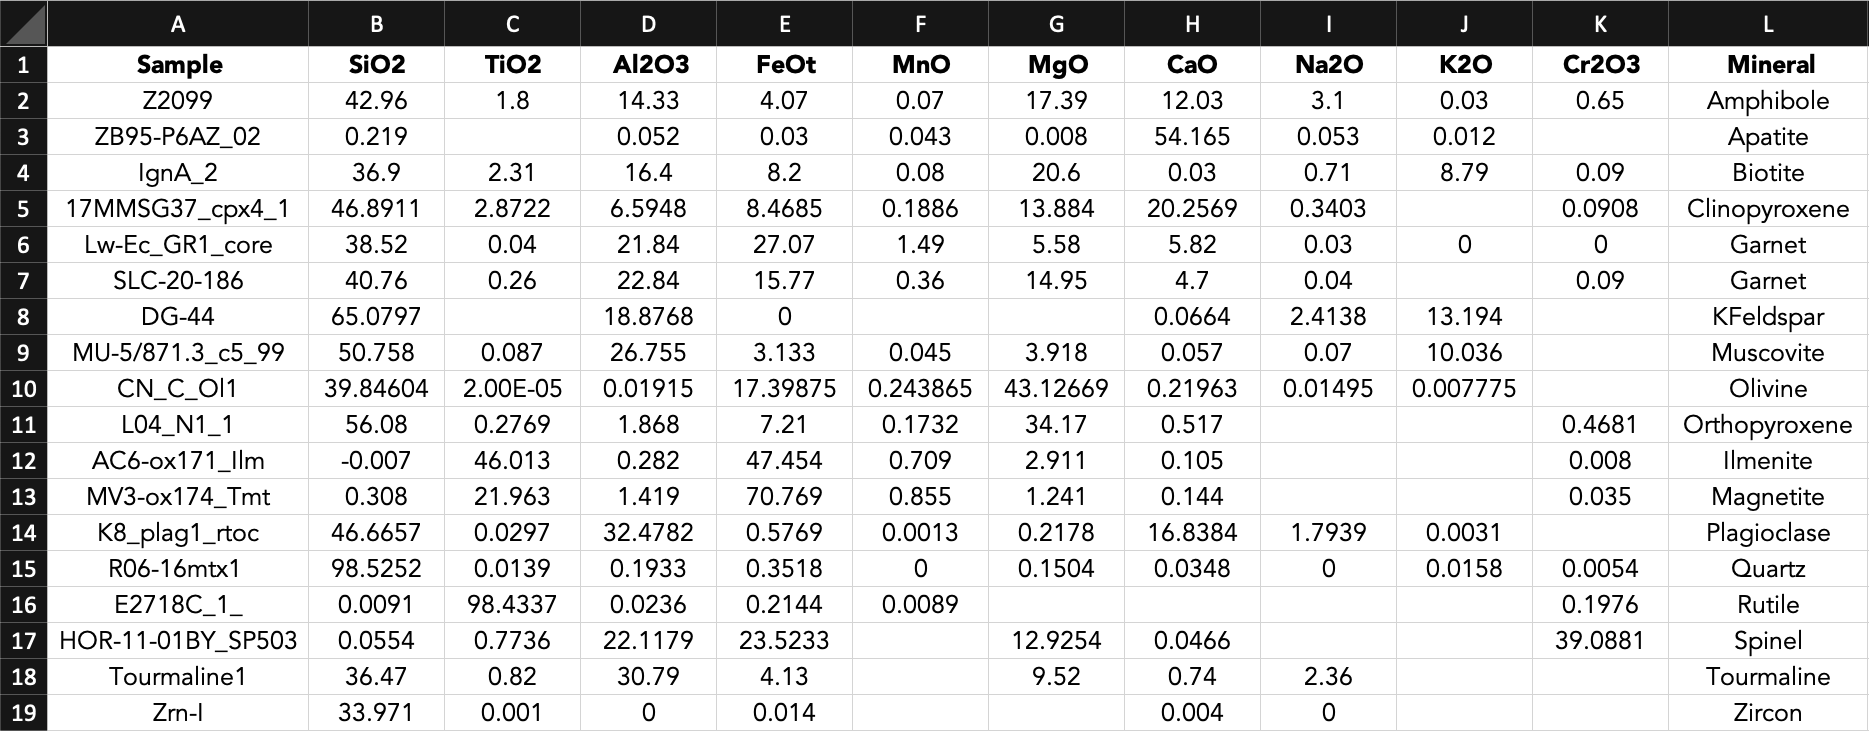 A B C D E F G H I J K L
1 Sample SiO2 TiO2 Al2O3 FeOt MnO MgO CaO Na2O K2O Cr2O3 Mineral
2 Z2099 42.96 1.8 14.33 4.07 0.07 17.39 12.03 3.1 0.03 0.65 Amphibole
3 ZB95-P6AZ_02 0.219 0.052 0.03 0.043 0.008 54.165 0.053 0.012 Apatite
4 IgnA_2 36.9 2.31 16.4 8.2 0.08 20.6 0.03 0.71 8.79 0.09 Biotite
5 17MMSG37_cpx4_1 46.8911 2.8722 6.5948 8.4685 0.1886 13.884 20.2569 0.3403 0.0908 Clinopyroxene
6 Lw-Ec_GR1_core 38.52 0.04 21.84 27.07 1.49 5.58 5.82 0.03 0 0 Garnet
7 SLC-20-186 40.76 0.26 22.84 15.77 0.36 14.95 4.7 0.04 0.09 Garnet
8 DG-44 65.0797 18.8768 0 0.0664 2.4138 13.194 KFeldspar
9 MU-5/871.3_c5_99 50.758 0.087 26.755 3.133 0.045 3.918 0.057 0.07 10.036 Muscovite
10 CN_C_Ol1 39.84604 2.00E-05 0.01915 17.39875 0.243865 43.12669 0.21963 0.01495 0.007775 Olivine
11 L04_N1_1 56.08 0.2769 1.868 7.21 0.1732 34.17 0.517 0.4681 Orthopyroxene
12 AC6-ox171_Ilm -0.007 46.013 0.282 47.454 0.709 2.911 0.105 0.008 Ilmenite
13 MV3-ox174_Tmt 0.308 21.963 1.419 70.769 0.855 1.241 0.144 0.035 Magnetite
14 K8_plag1_rtoc 46.6657 0.0297 32.4782 0.5769 0.0013 0.2178 16.8384 1.7939 0.0031 Plagioclase
15 R06-16mtx1 98.5252 0.0139 0.1933 0.3518 0 0.1504 0.0348 0 0.0158 0.0054 Quartz
16 E2718C_1_ 0.0091 98.4337 0.0236 0.2144 0.0089 0.1976 Rutile
17 HOR-11-01BY_SP503 0.0554 0.7736 22.1179 23.5233 12.9254 0.0466 39.0881 Spinel
18 Tourmaline1 36.47 0.82 30.79 4.13 9.52 0.74 2.36 Tourmaline
19 Zrn-I 33.971 0.001 0 0.014 0.004 0 Zircon